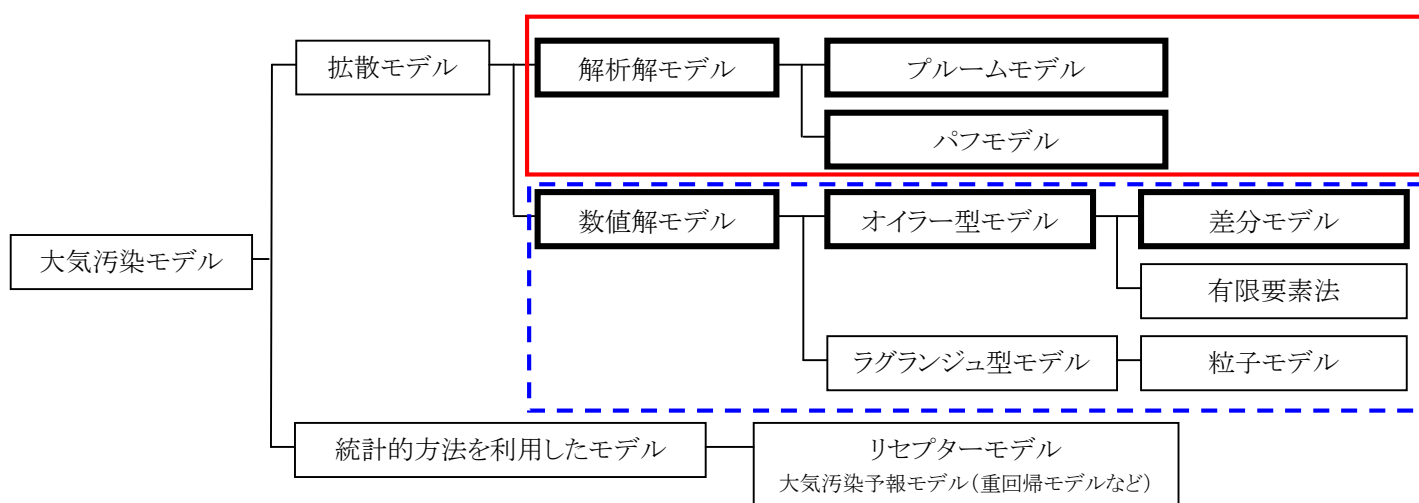 拡散モデル
解析解モデル
プルームモデル
パフモデル
数値解モデル
オイラー型モデル
差分モデル
大気汚染モデル
有限要素法
ラグランジュ型モデル
粒子モデル
統計的方法を利用したモデル
リセプターモデル
大気汚染予報モデル（重回帰モデルなど）